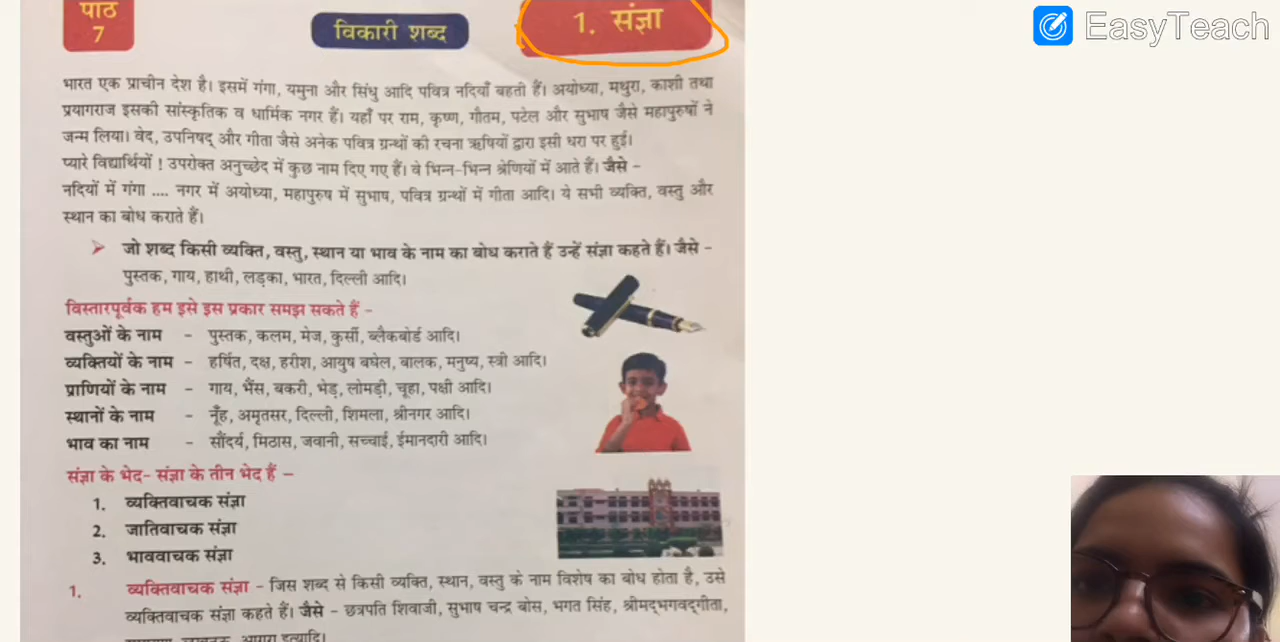 पाठ
7
विकारी शब्द
1. संज्ञा
EasyTeach
भारत एक प्राचीन देश है। इसमें गंगा, यमुना और सिंधु आदि पवित्र नदियाँ बहती हैं। अयोध्या, मथुरा, काशी तथा
प्रयागराज इसकी सांस्कृतिक व धार्मिक नगर हैं। यहाँ पर राम, कृष्ण, गौतम, पटेल और सुभाष जैसे महापुरुषों ने
जन्म लिया। वेद, उपनिषद् और गीता जैसे अनेक पवित्र ग्रन्थों की रचना ऋषियों द्वारा इसी धरा पर हुई।
प्यारे विद्यार्थियों ! उपरोक्त अनुच्छेद में कुछ नाम दिए गए हैं। वे भिन्न-भिन्न श्रेणियों में आते हैं। जैसे -
नदियों में गंगा .... नगर में अयोध्या, महापुरुष में सुभाष, पवित्र ग्रन्थों में गीता आदि। ये सभी व्यक्ति, वस्तु और
स्थान का बोध कराते हैं।
➢ जो शब्द किसी व्यक्ति, वस्तु, स्थान या भाव के नाम का बोध कराते हैं उन्हें संज्ञा कहते हैं। जैसे -
पुस्तक, गाय, हाथी, लड़का, भारत, दिल्ली आदि।
विस्तारपूर्वक हम इसे इस प्रकार समझ सकते हैं -
वस्तुओं के नाम - पुस्तक, कलम, मेज, कुर्सी, ब्लैकबोर्ड आदि।
व्यक्तियों के नाम - हर्षित, दक्ष, हरीश, आयुष बघेल, बालक, मनुष्य, स्त्री आदि।
प्राणियों के नाम - गाय, भैंस, बकरी, भेड़, लोमड़ी, चूहा, पक्षी आदि।
स्थानों के नाम - नूँह, अमृतसर, दिल्ली, शिमला, श्रीनगर आदि।
भाव का नाम - सौंदर्य, मिठास, जवानी, सच्चाई, ईमानदारी आदि।
संज्ञा के भेद- संज्ञा के तीन भेद हैं -
1. व्यक्तिवाचक संज्ञा
2. जातिवाचक संज्ञा
3. भाववाचक संज्ञा
1. व्यक्तिवाचक संज्ञा - जिस शब्द से किसी व्यक्ति, स्थान, वस्तु के नाम विशेष का बोध होता है, उसे
व्यक्तिवाचक संज्ञा कहते हैं। जैसे - छत्रपति शिवाजी, सुभाष चन्द्र बोस, भगत सिंह, श्रीमद्भगवद्गीता,
आगरा इत्यादि।